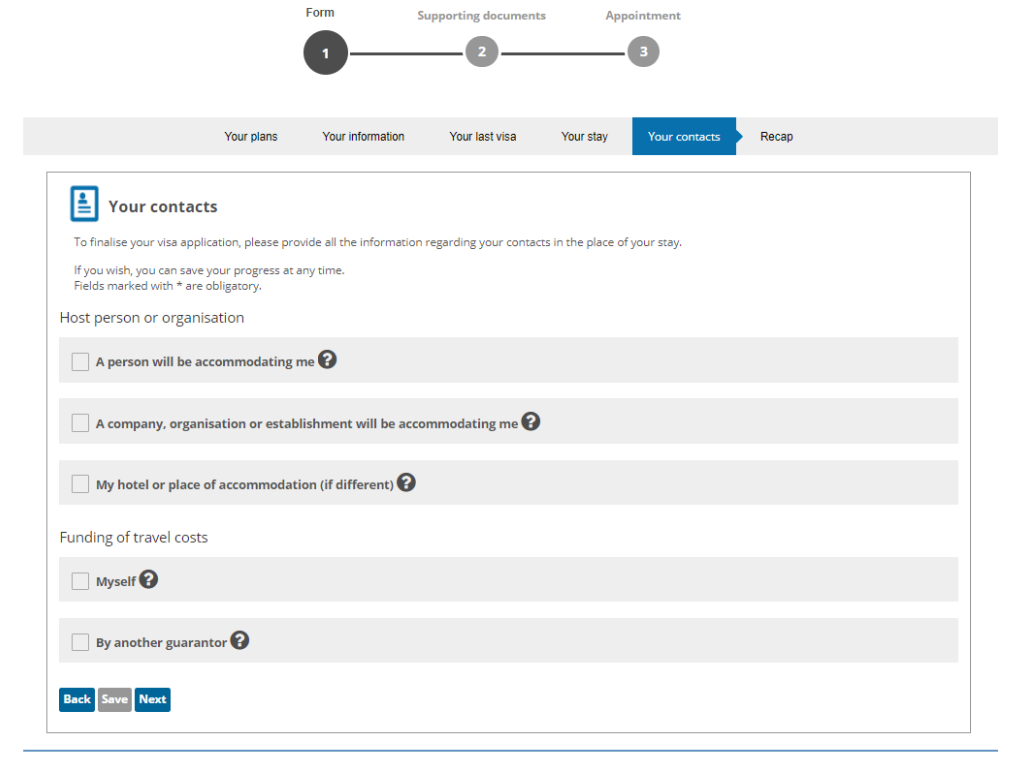 Form
Supporting documents
Appointment
1
2
3
Your plans
Your information
Your last visa
Your stay
Your contacts
Recap
Your contacts
To finalise your visa application, please provide all the information regarding your contacts in the place of your stay.
If you wish, you can save your progress at any time.
Fields marked with * are obligatory.
Host person or organisation
A person will be accommodating me ?
A company, organisation or establishment will be accommodating me ?
My hotel or place of accommodation (if different) ?
Funding of travel costs
Myself ?
By another guarantor ?
Back Save Next